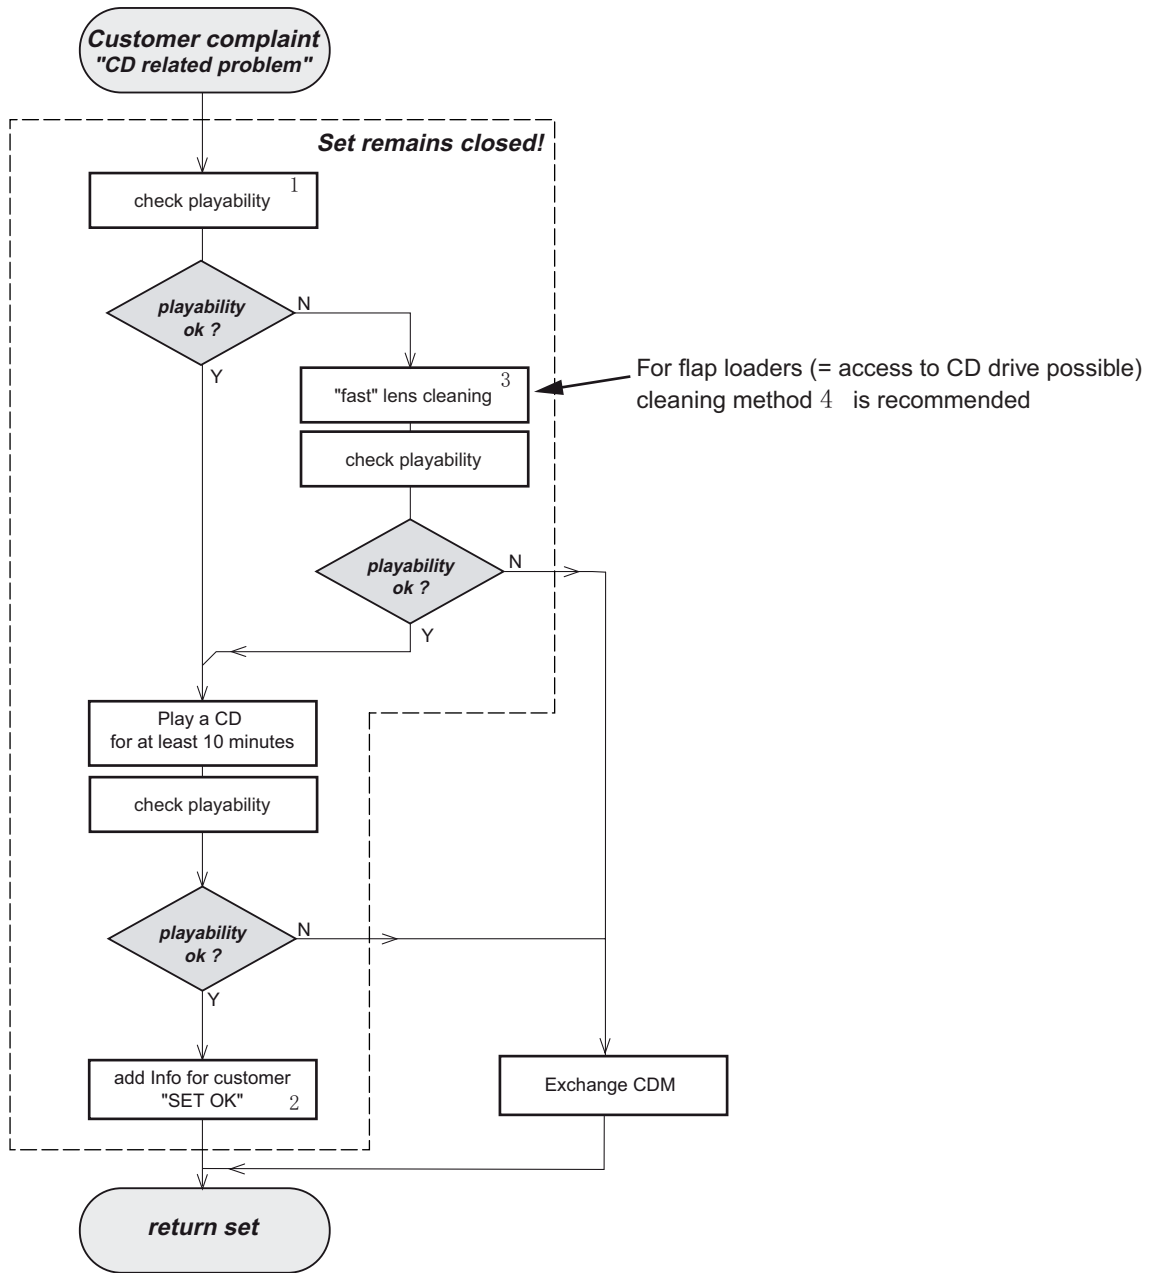 Customer complaint
"CD related problem"
Set remains closed!
1
check playability
playability
ok ?
N
Y
3
"fast" lens cleaning
For flap loaders (= access to CD drive possible)
cleaning method 4 is recommended
check playability
playability
ok ?
N
Y
Play a CD
for at least 10 minutes
check playability
playability
ok ?
N
Y
add Info for customer
"SET OK" 2
Exchange CDM
return set